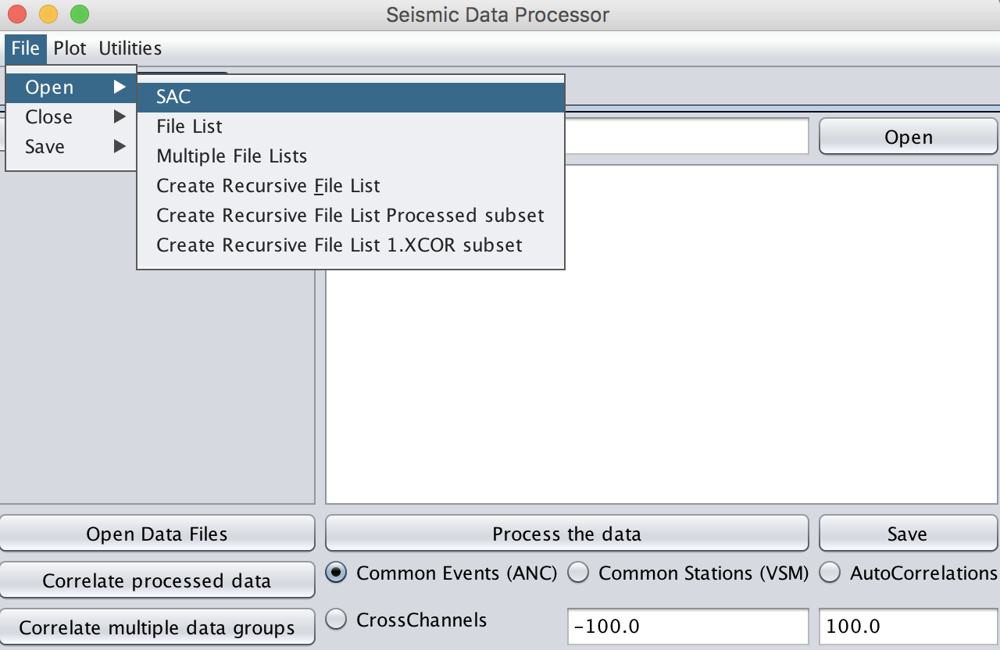 Seismic Data Processor
File Plot Utilities
Open
Close
Save
SAC
File List
Multiple File Lists
Create Recursive File List
Create Recursive File List Processed subset
Create Recursive File List 1.XCOR subset
Open
Open Data Files
Process the data
Save
Correlate processed data
Common Events (ANC)
Common Stations (VSM)
AutoCorrelations
Correlate multiple data groups
CrossChannels
-100.0
100.0